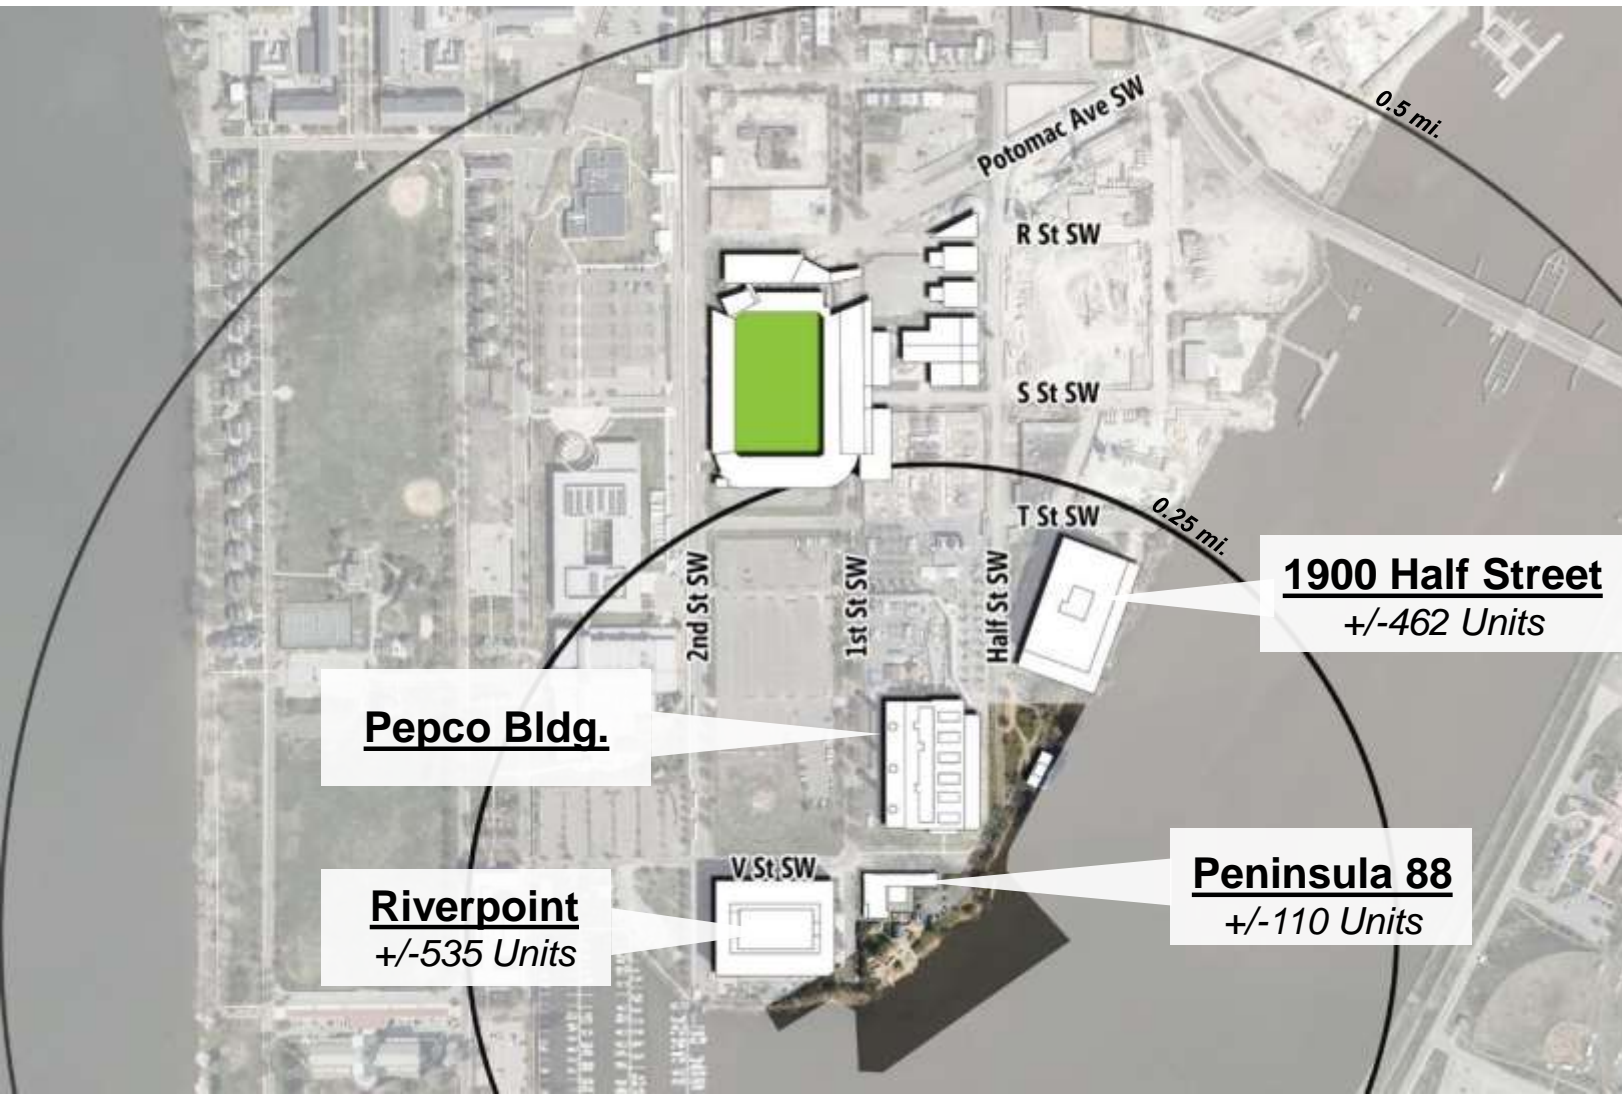 0.5 mi.
Potomac Ave SW
R St SW
S St SW
0.25 mi.
T St SW
2nd St SW
1st St SW
Half St SW
1900 Half Street
+/-462 Units
Pepco Bldg.
V St SW
Riverpoint
+/-535 Units
Peninsula 88
+/-110 Units